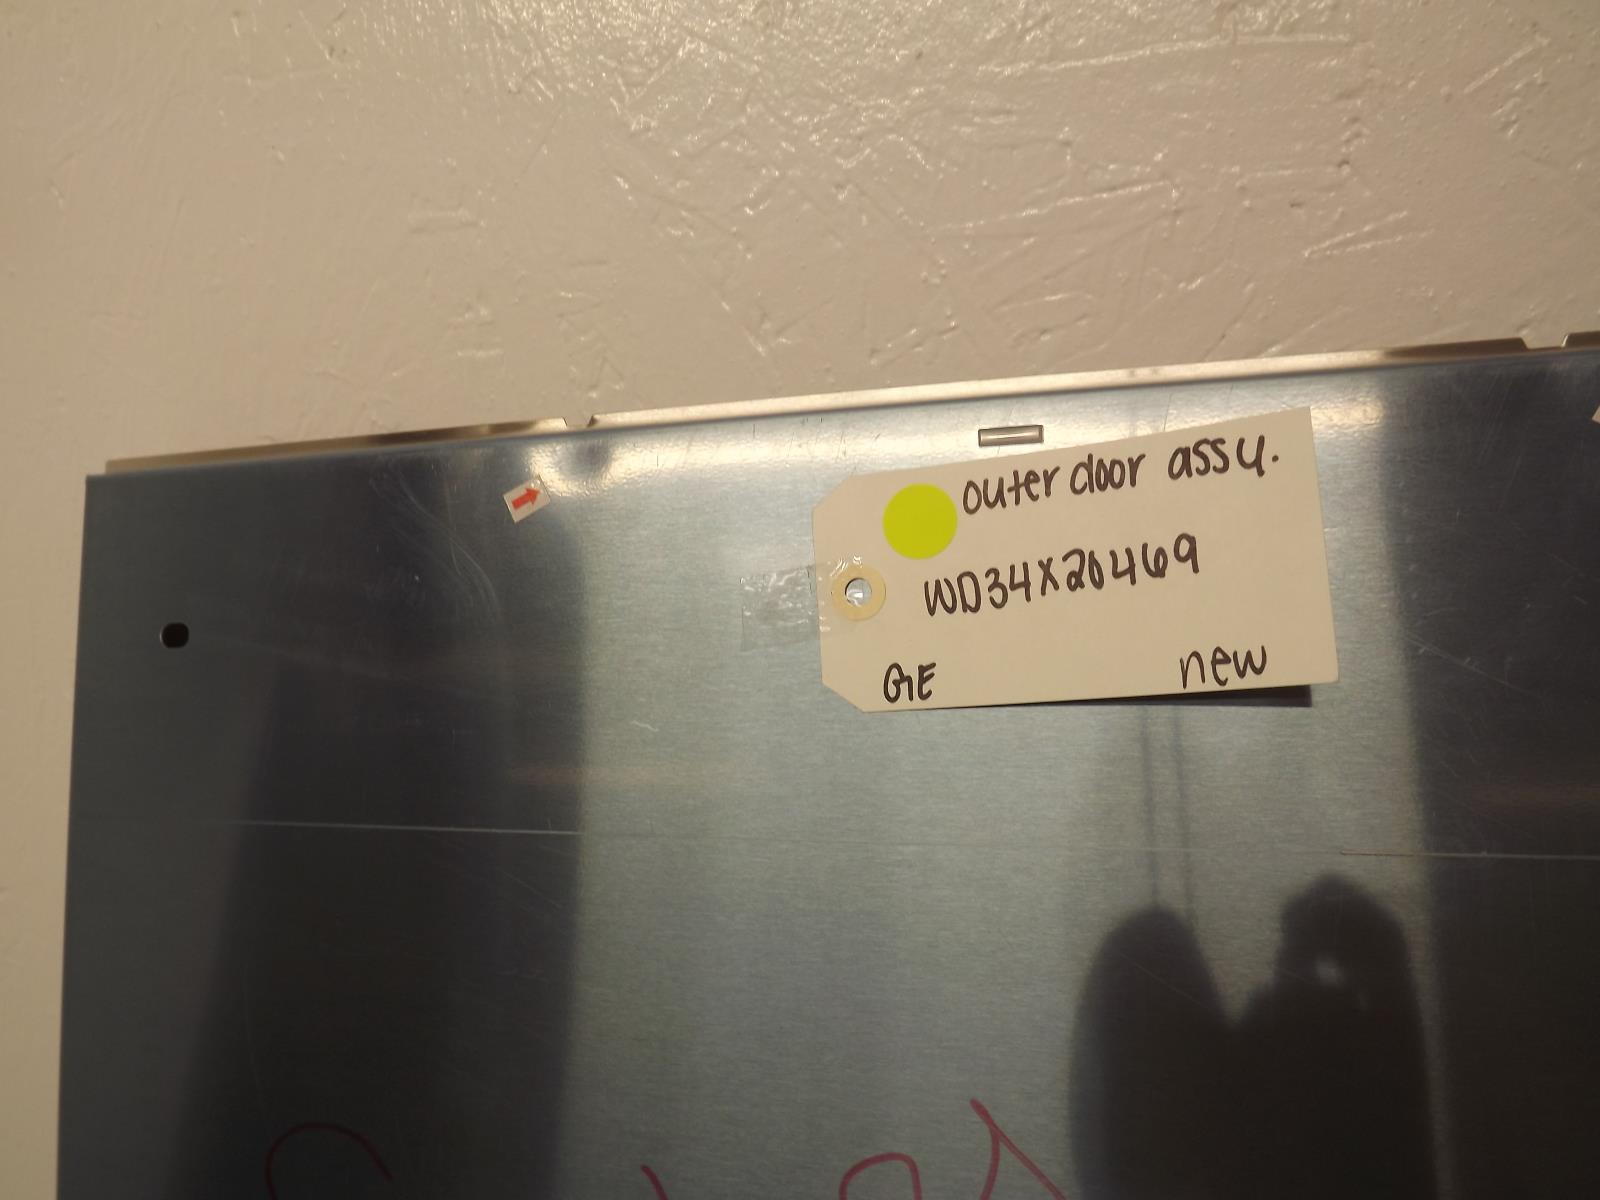 outer door assy.
WD34X20469
GE new